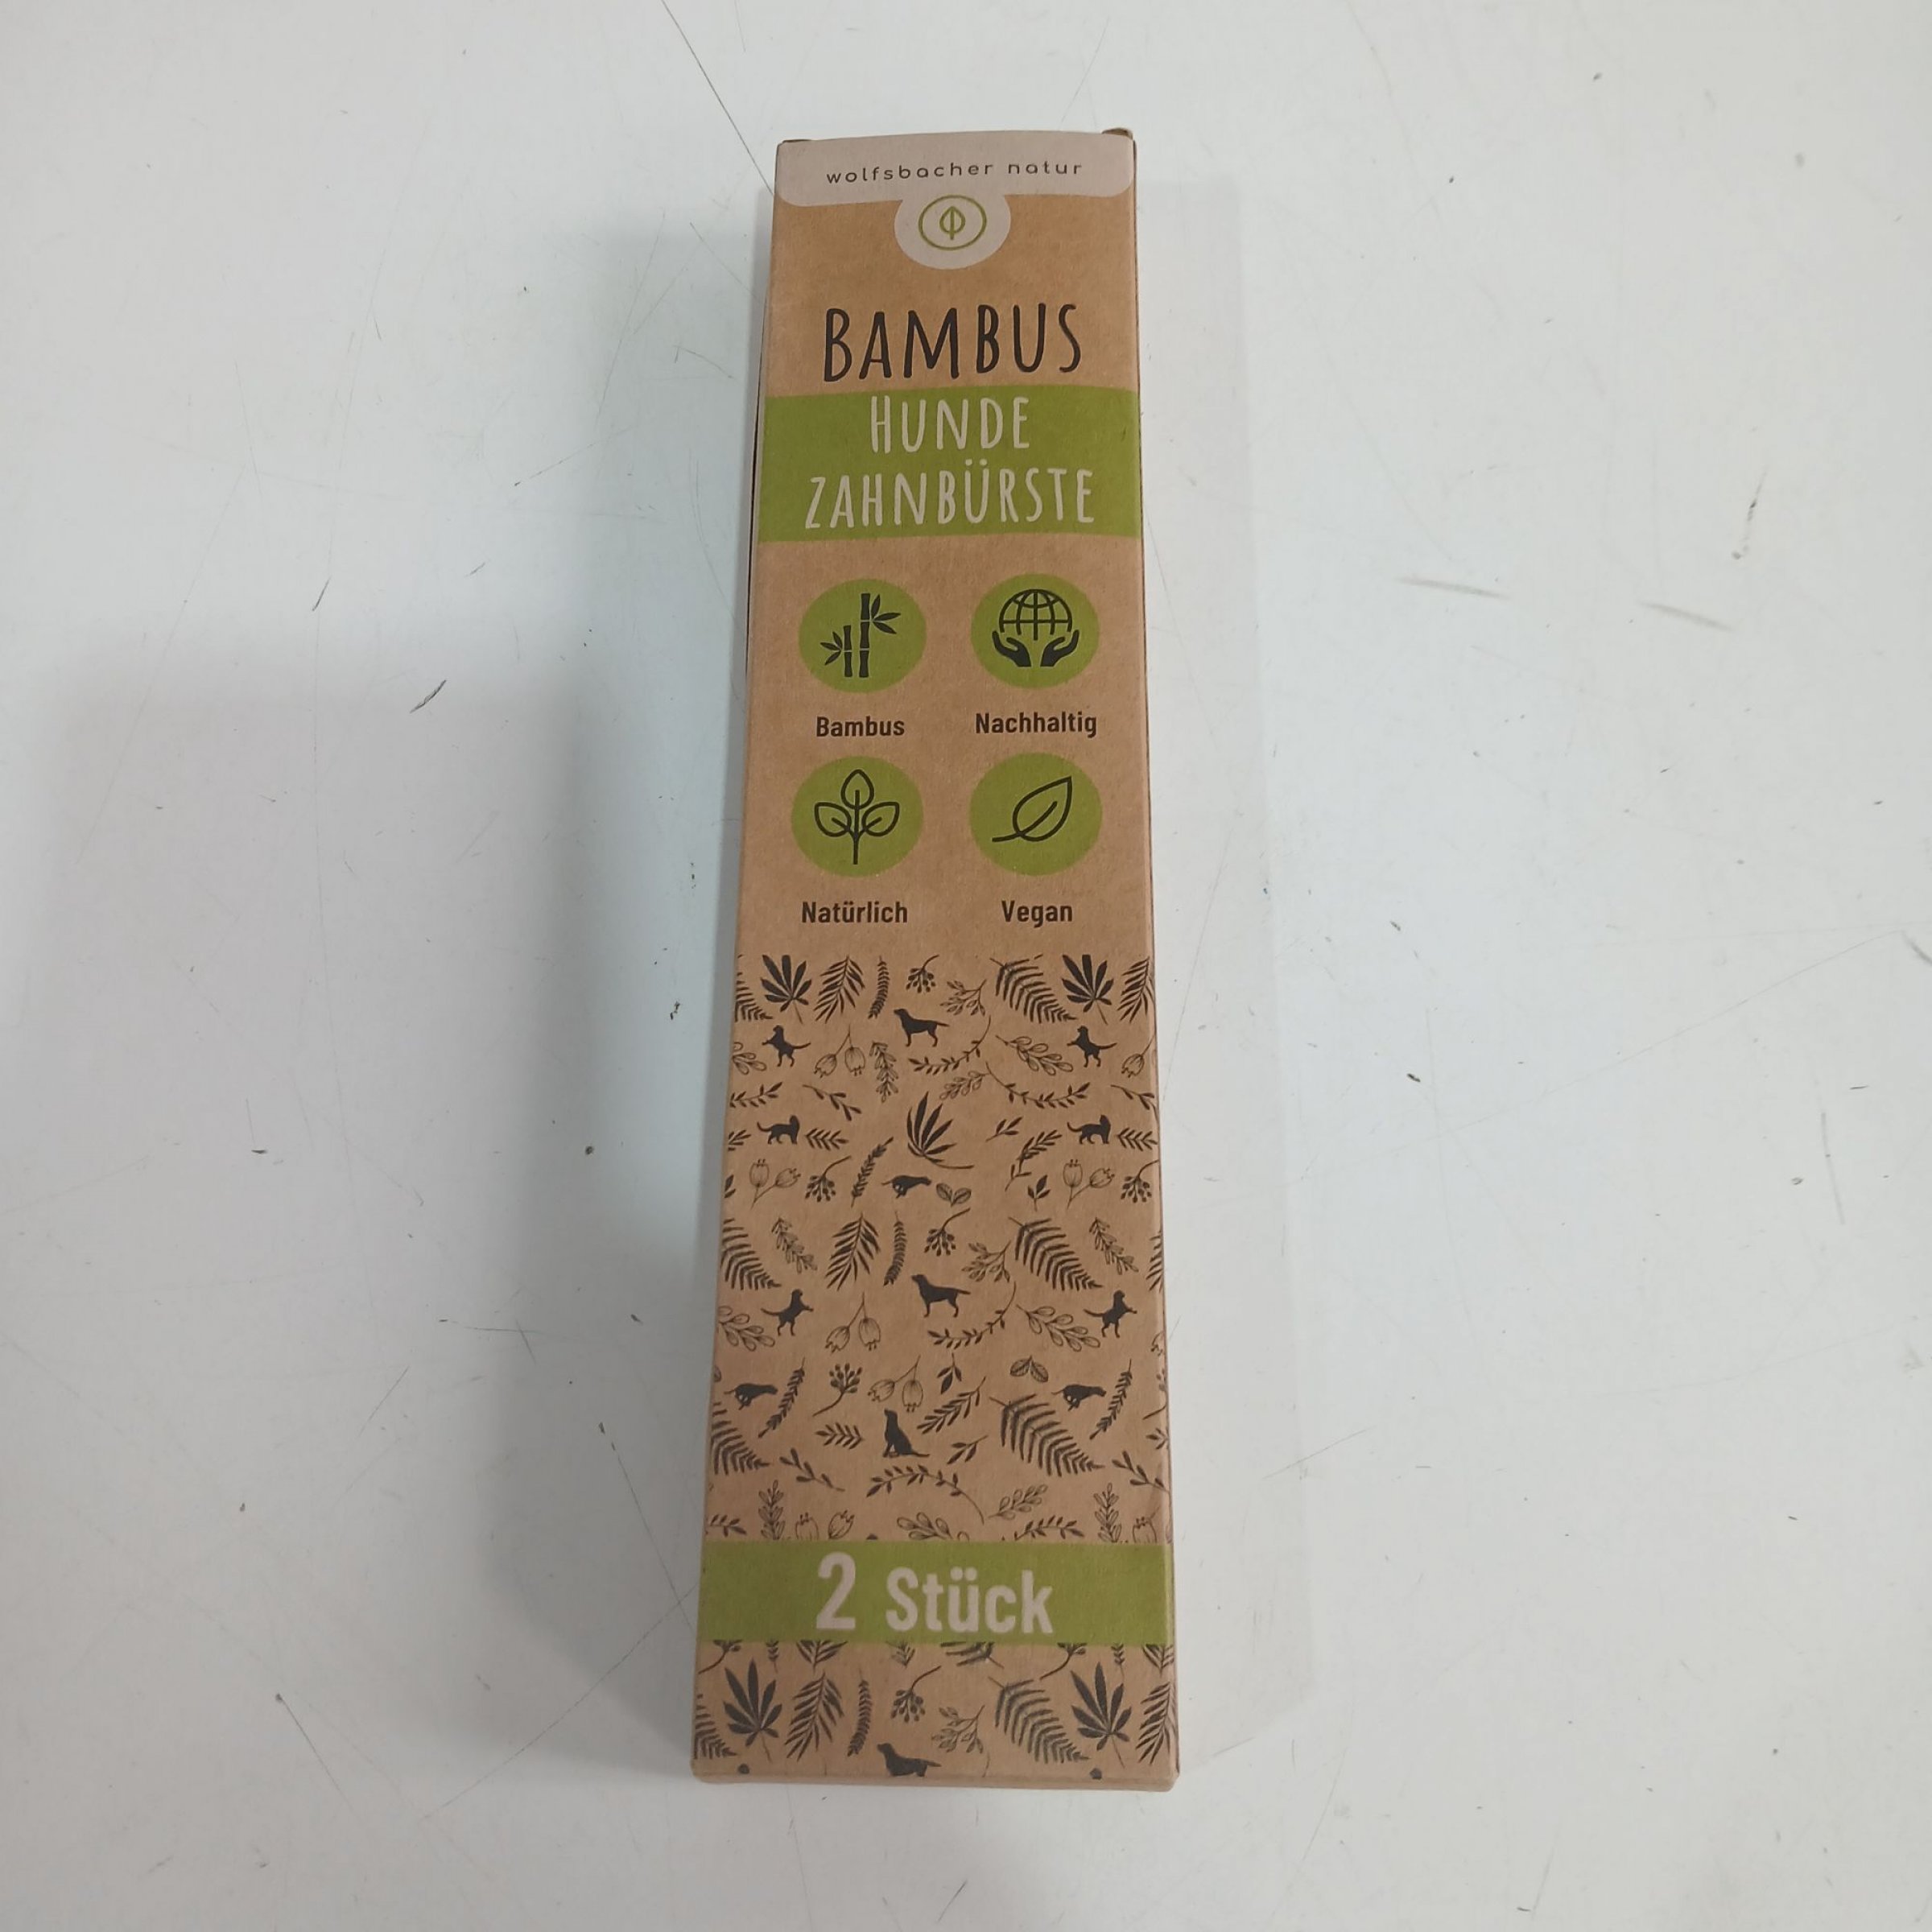 wolfsbacher natur
BAMBUS
HUNDE
ZAHNBÜRSTE
Bambus
Nachhaltig
Natürlich
Vegan
2 Stück